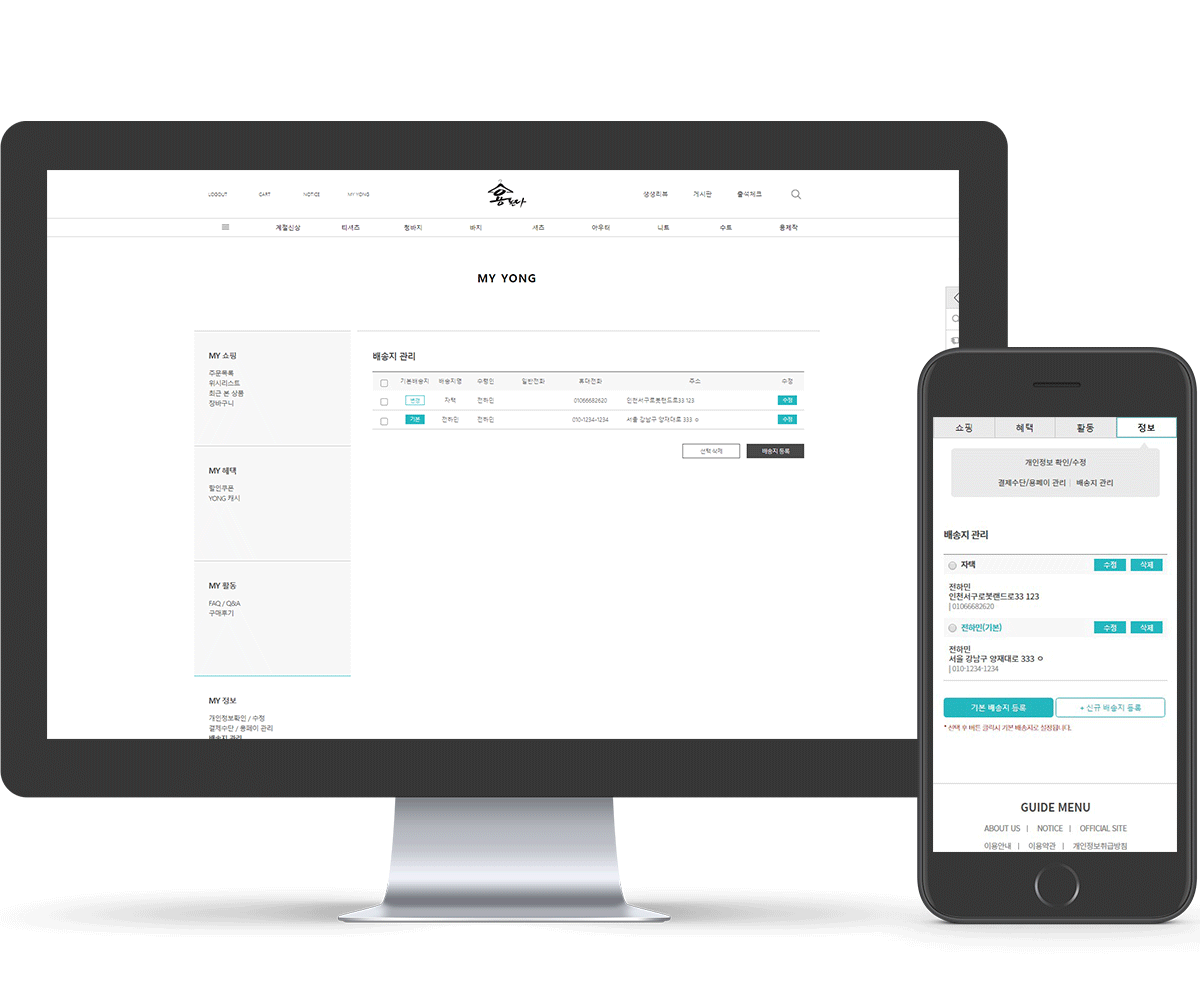 LOGOUT CART NOTICE MY YONG 용보다 생생리뷰 게시판 출석체크
계절신상 티셔츠 청바지 바지 셔츠 아우터 니트 수트 용제작
MY YONG
MY 쇼핑
주문목록
위시리스트
최근 본 상품
장바구니
MY 혜택
할인쿠폰
YONG 캐시
MY 활동
FAQ / Q&A
구매후기
MY 정보
개인정보확인 / 수정
결제수단 / 용페이 관리
배송지 관리
배송지 관리
기본배송지 배송지명 수령인 일반전화 휴대전화 주소 수정
변경 자택 전하민 01066682620 인천서구로봇랜드로33 123 수정
기본 전하민 전하민 010-1234-1234 서울 강남구 양재대로 333 ㅇ 수정
선택 삭제 배송지 등록
쇼핑 혜택 활동 정보
개인정보 확인/수정
결제수단/용페이 관리 | 배송지 관리
배송지 관리
자택 수정 삭제
전하민
인천서구로봇랜드로33 123
| 01066682620
전하민(기본) 수정 삭제
전하민
서울 강남구 양재대로 333 ㅇ
| 010-1234-1234
기본 배송지 등록 + 신규 배송지 등록
* 선택 후 버튼 클릭시 기본 배송지로 설정됩니다.
GUIDE MENU
ABOUT US | NOTICE | OFFICIAL SITE
이용안내 | 이용약관 | 개인정보취급방침